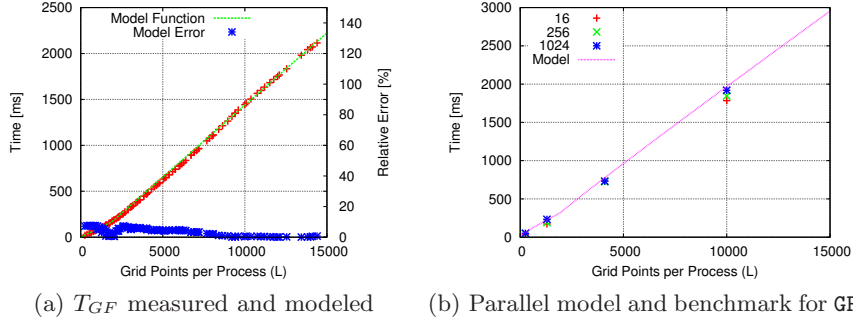 2500
2000
1500
1000
500
0
Time [ms]
0 5000 10000 15000
Grid Points per Process (L)
Model Function
Model Error
140
120
100
80
60
40
20
0
Relative Error [%]
(a) T_GF measured and modeled
3000
2500
2000
1500
1000
500
0
Time [ms]
0 5000 10000 15000
Grid Points per Process (L)
16
256
1024
Model
(b) Parallel model and benchmark for GF